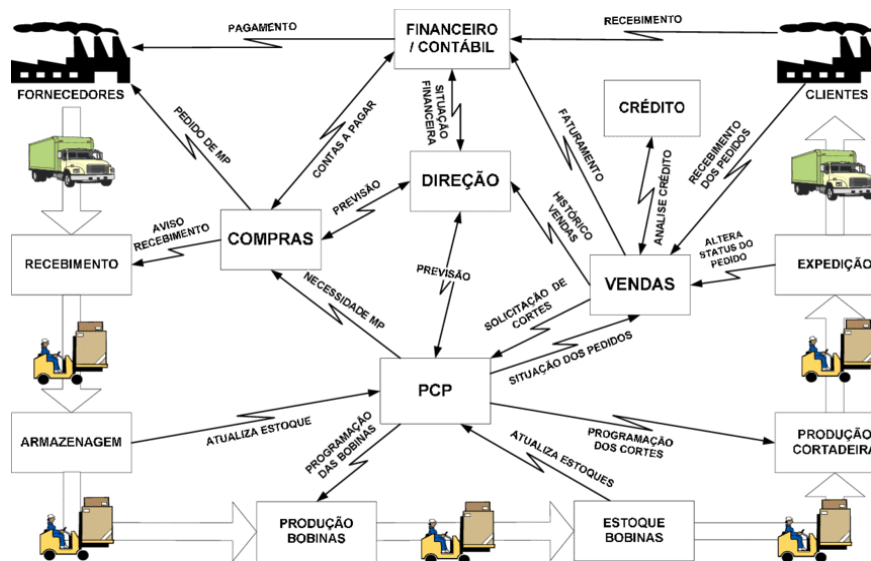 PAGAMENTO
FINANCEIRO
/ CONTÁBIL
RECEBIMENTO
FORNECEDORES
CLIENTES
PEDIDO DE MP
CONTAS A PAGAR
SITUAÇÃO
FINANCEIRA
FATURAMENTO
CRÉDITO
RECEBIMENTO
DOS PEDIDOS
DIREÇÃO
PREVISÃO
HISTÓRICO
VENDAS
ANALISE CRÉDITO
AVISO
RECEBIMENTO
COMPRAS
ALTERA
STATUS DO
PEDIDO
RECEBIMENTO
PREVISÃO
VENDAS
EXPEDIÇÃO
NECESSIDADE MP
SOLICITAÇÃO DE
CORTES
SITUAÇÃO DOS PEDIDOS
PCP
ARMAZENAGEM
ATUALIZA ESTOQUE
PROGRAMAÇÃO
DAS BOBINAS
ATUALIZA ESTOQUES
PROGRAMAÇÃO
DOS CORTES
PRODUÇÃO
CORTADEIRA
PRODUÇÃO
BOBINAS
ESTOQUE
BOBINAS